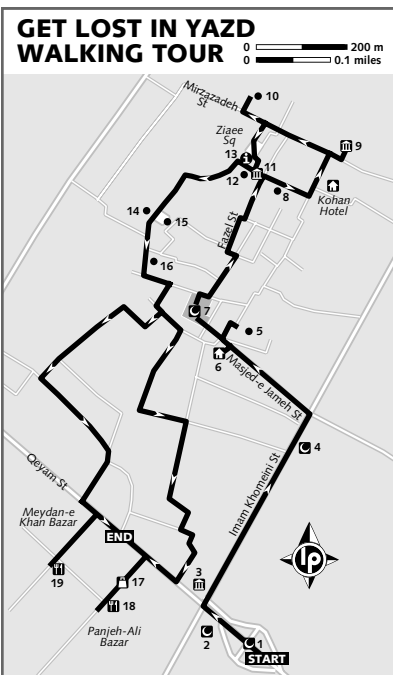 GET LOST IN YAZD
WALKING TOUR
0 200 m
0 0.1 miles
Mirzazadeh
St
10
Ziaee
Sq
13
11
9
12
8
Kohan
Hotel
14
15
Fazel St
16
7
5
6
Masjed-e Jameh St
4
Imam Khomeini St
Qeyam St
Meydan-e
Khan Bazar
END
lp
19
17
3
18
Panjeh-Ali
Bazar
2
1
START